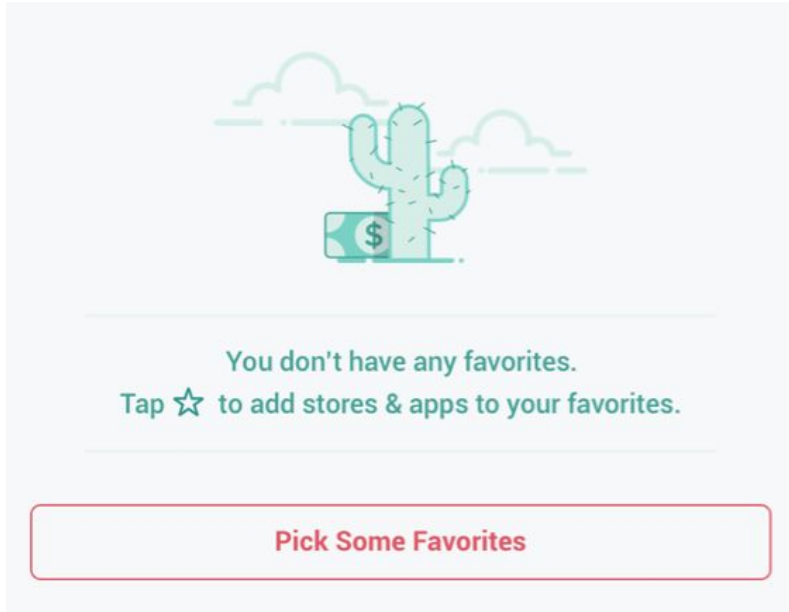 $
You don't have any favorites.
Tap ☆ to add stores & apps to your favorites.
Pick Some Favorites